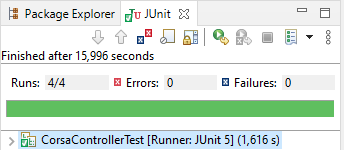 Package Explorer JUnit
Finished after 15,996 seconds
Runs: 4/4 Errors: 0 Failures: 0
CorsaControllerTest [Runner: JUnit 5] (1,616 s)